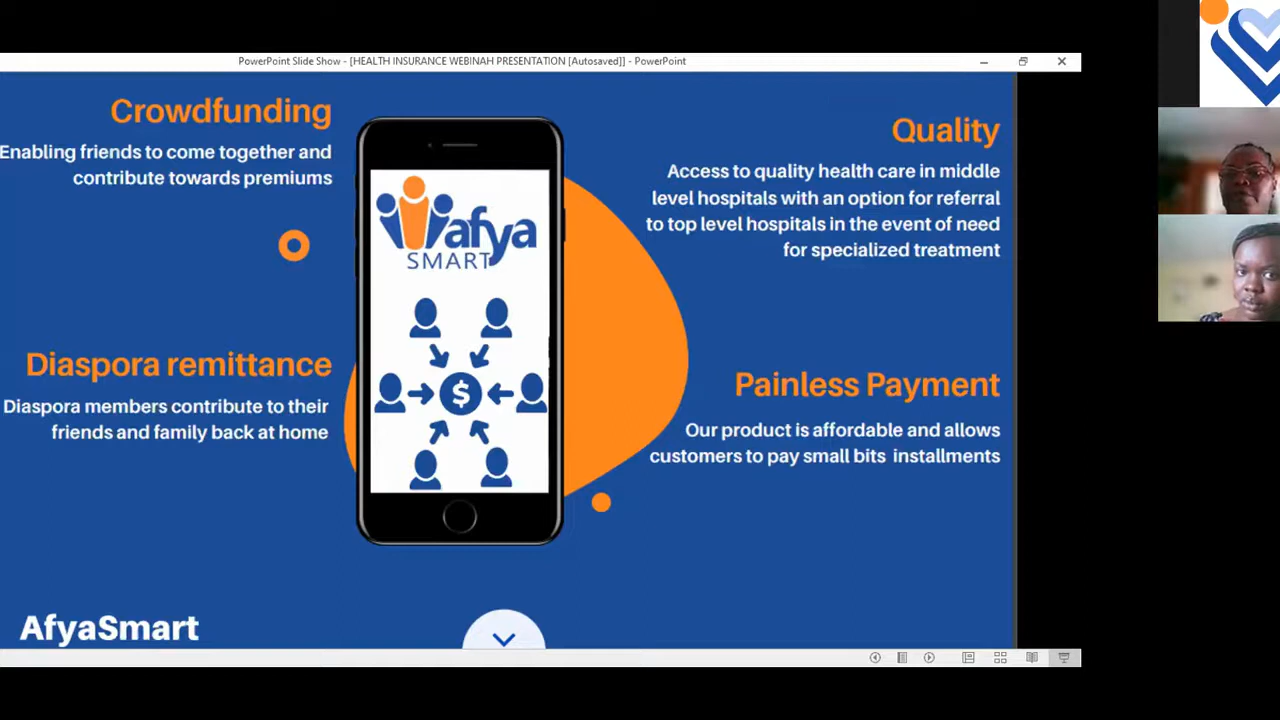 PowerPoint Slide Show - [HEALTH INSURANCE WEBINAH PRESENTATION [Autosaved]] - PowerPoint
Crowdfunding
Enabling friends to come together and
contribute towards premiums
Diaspora remittance
Diaspora members contribute to their
friends and family back at home
afya
SMART
$
Quality
Access to quality health care in middle
level hospitals with an option for referral
to top level hospitals in the event of need
for specialized treatment
Painless Payment
Our product is affordable and allows
customers to pay small bits installments
AfyaSmart